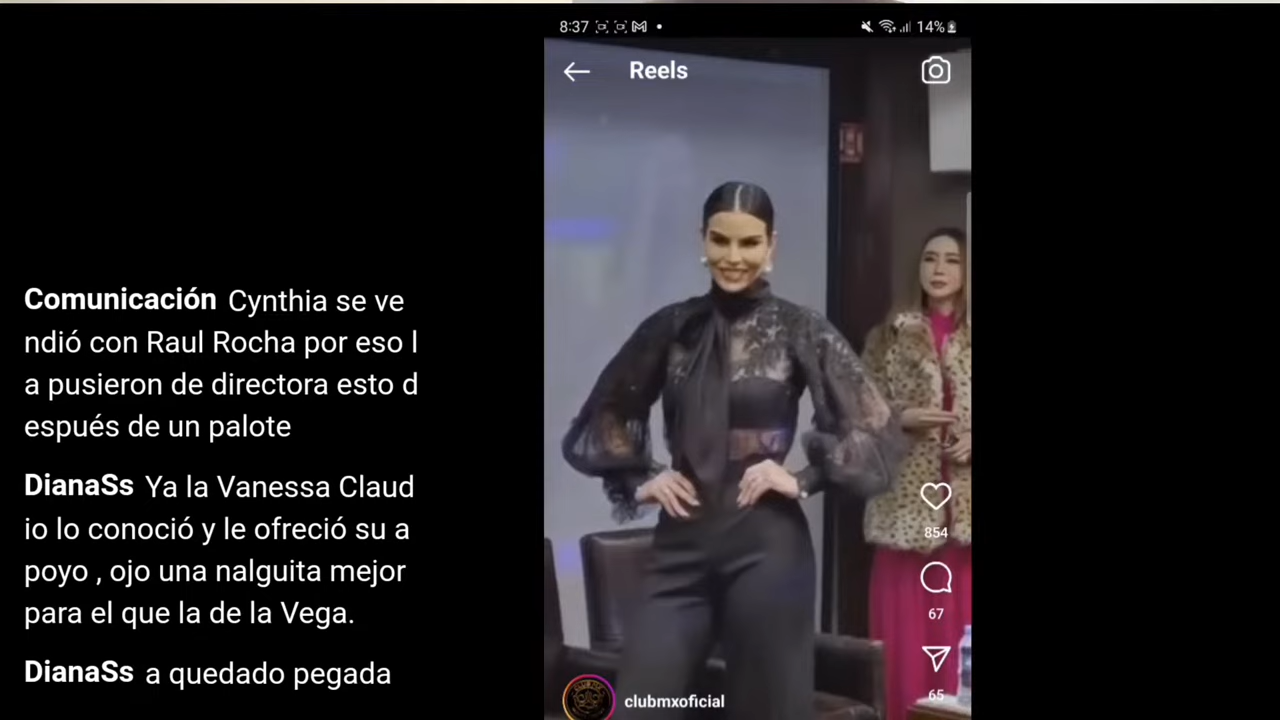 8:37
14%
Reels
Comunicación Cynthia se ve
ndió con Raul Rocha por eso l
a pusieron de directora esto d
espués de un palote
DianaSs Ya la Vanessa Claud
io lo conoció y le ofreció su a
poyo , ojo una nalguita mejor
para el que la de la Vega.
DianaSs a quedado pegada
854
67
65
clubmxoficial